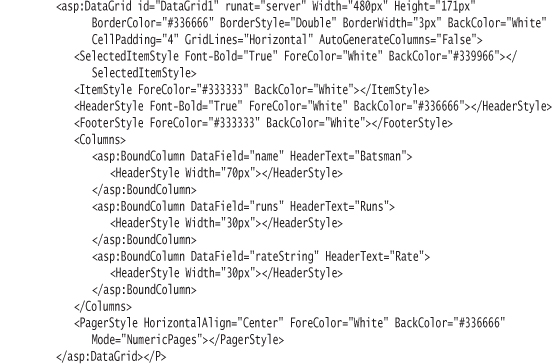 <asp:DataGrid id="DataGrid1" runat="server" Width="480px" Height="171px"
BorderColor="#336666" BorderStyle="Double" BorderWidth="3px" BackColor="White"
CellPadding="4" GridLines="Horizontal" AutoGenerateColumns="False">
<SelectedItemStyle Font-Bold="True" ForeColor="White" BackColor="#339966"></
SelectedItemStyle>
<ItemStyle ForeColor="#333333" BackColor="White"></ItemStyle>
<HeaderStyle Font-Bold="True" ForeColor="White" BackColor="#336666"></HeaderStyle>
<FooterStyle ForeColor="#333333" BackColor="White"></FooterStyle>
<Columns>
<asp:BoundColumn DataField="name" HeaderText="Batsman">
<HeaderStyle Width="70px"></HeaderStyle>
</asp:BoundColumn>
<asp:BoundColumn DataField="runs" HeaderText="Runs">
<HeaderStyle Width="30px"></HeaderStyle>
</asp:BoundColumn>
<asp:BoundColumn DataField="rateString" HeaderText="Rate">
<HeaderStyle Width="30px"></HeaderStyle>
</asp:BoundColumn>
</Columns>
<PagerStyle HorizontalAlign="Center" ForeColor="White" BackColor="#336666"
Mode="NumericPages"></PagerStyle>
</asp:DataGrid></P>